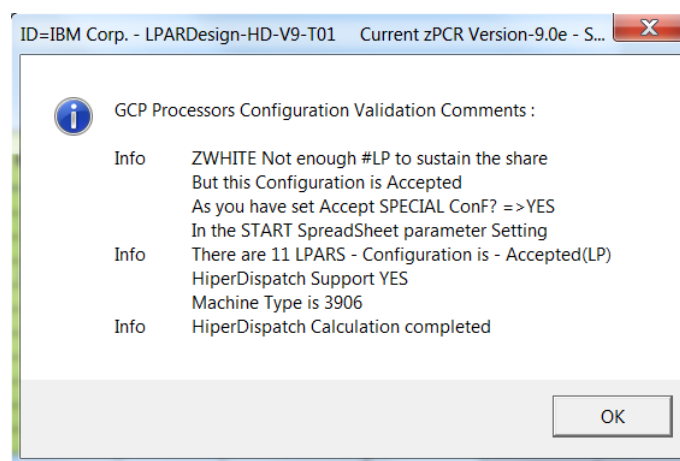 ID=IBM Corp. - LPARDesign-HD-V9-T01 Current zPCR Version-9.0e - S...
GCP Processors Configuration Validation Comments :
Info ZWHITE Not enough #LP to sustain the share
But this Configuration is Accepted
As you have set Accept SPECIAL ConF? =>YES
In the START SpreadSheet parameter Setting
Info There are 11 LPARS - Configuration is - Accepted(LP)
HiperDispatch Support YES
Machine Type is 3906
Info HiperDispatch Calculation completed
OK